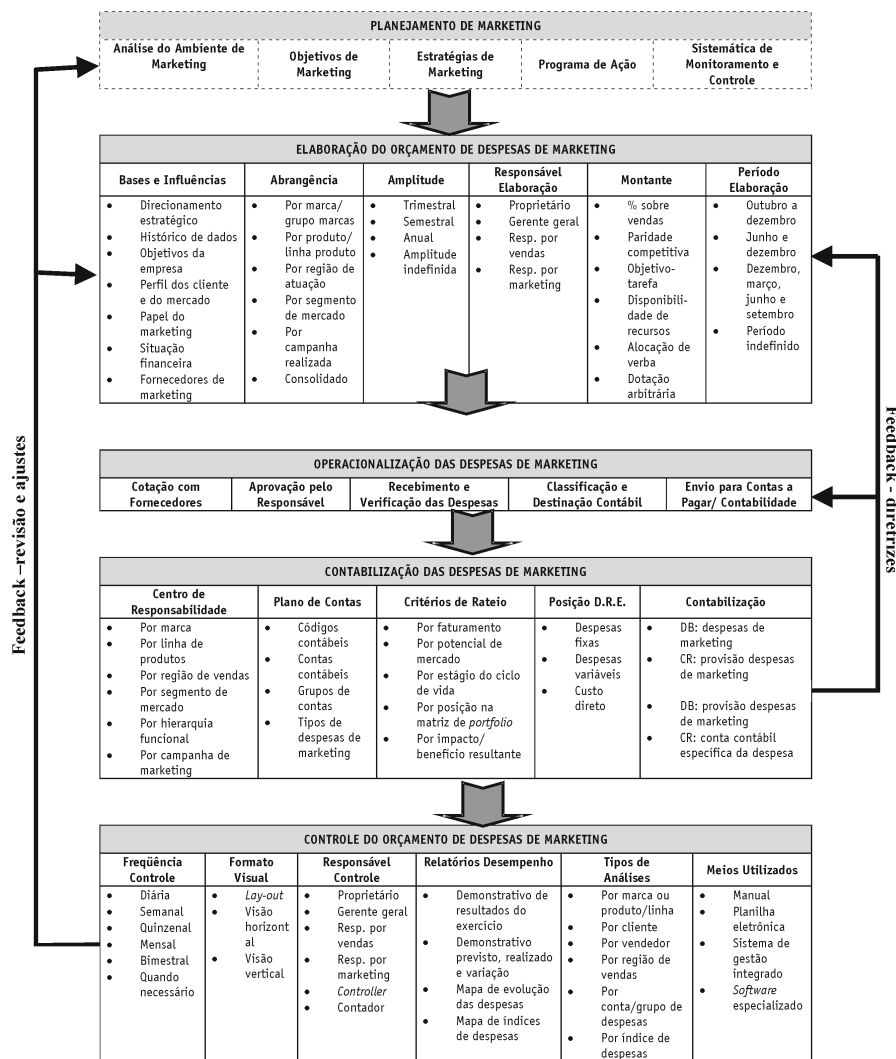 PLANEJAMENTO DE MARKETING
Análise do Ambiente de
Marketing
Objetivos de
Marketing
Estratégias de
Marketing
Programa de Ação
Sistemática de
Monitoramento e
Controle
ELABORAÇÃO DO ORÇAMENTO DE DESPESAS DE MARKETING
Bases e Influências
• Direcionamento
estratégico
• Histórico de dados
• Objetivos da
empresa
• Perfil dos cliente
e do mercado
• Papel do
marketing
• Situação
financeira
• Fornecedores de
marketing
Abrangência
• Por marca/
grupo marcas
• Por produto/
linha produto
• Por região de
atuação
• Por segmento
de mercado
• Por
campanha
realizada
• Consolidado
Amplitude
• Trimestral
• Semestral
• Anual
• Amplitude
indefinida
Responsável
Elaboração
• Proprietário
• Gerente geral
• Resp. por
vendas
• Resp. por
marketing
Montante
• % sobre
vendas
• Paridade
competitiva
• Objetivo-
tarefa
• Disponibili-
dade de
recursos
• Alocação de
verba
• Dotação
arbitrária
Período
Elaboração
• Outubro a
dezembro
• Junho e
dezembro
• Dezembro,
março,
junho e
setembro
• Período
indefinido
OPERACIONALIZAÇÃO DAS DESPESAS DE MARKETING
Cotação com
Fornecedores
Aprovação pelo
Responsável
Recebimento e
Verificação das Despesas
Classificação e
Destinação Contábil
Envio para Contas a
Pagar/ Contabilidade
CONTABILIZAÇÃO DAS DESPESAS DE MARKETING
Centro de
Responsabilidade
• Por marca
• Por linha de
produtos
• Por região de vendas
• Por segmento de
mercado
• Por hierarquia
funcional
• Por campanha de
marketing
Plano de Contas
• Códigos
contábeis
• Contas
contábeis
• Grupos de
contas
• Tipos de
despesas de
marketing
Critérios de Rateio
• Por faturamento
• Por potencial de
mercado
• Por estágio do ciclo
de vida
• Por posição na
matriz de portfolio
• Por impacto/
benefício resultante
Posição D.R.E.
• Despesas
fixas
• Despesas
variáveis
• Custo
direto
Contabilização
• DB: despesas de
marketing
• CR: provisão despesas
de marketing
• DB: provisão despesas
de marketing
• CR: conta contábil
específica da despesa
CONTROLE DO ORÇAMENTO DE DESPESAS DE MARKETING
Freqüência
Controle
• Diária
• Semanal
• Quinzenal
• Mensal
• Bimestral
• Quando
necessário
Formato
Visual
• Lay-out
• Visão
horizont
al
• Visão
vertical
Responsável
Controle
• Proprietário
• Gerente geral
• Resp. por
vendas
• Resp. por
marketing
• Controller
• Contador
Relatórios Desempenho
• Demonstrativo de
resultados do
exercício
• Demonstrativo
previsto, realizado
e variação
• Mapa de evolução
das despesas
• Mapa de índices
de despesas
Tipos de
Análises
• Por marca ou
produto/linha
• Por cliente
• Por vendedor
• Por região de
vendas
• Por
conta/grupo de
despesas
• Por índice de
despesas
Meios Utilizados
• Manual
• Planilha
eletrônica
• Sistema de
gestão
integrado
• Software
especializado
Feedback –revisão e ajustes
Feedback - diretrizes